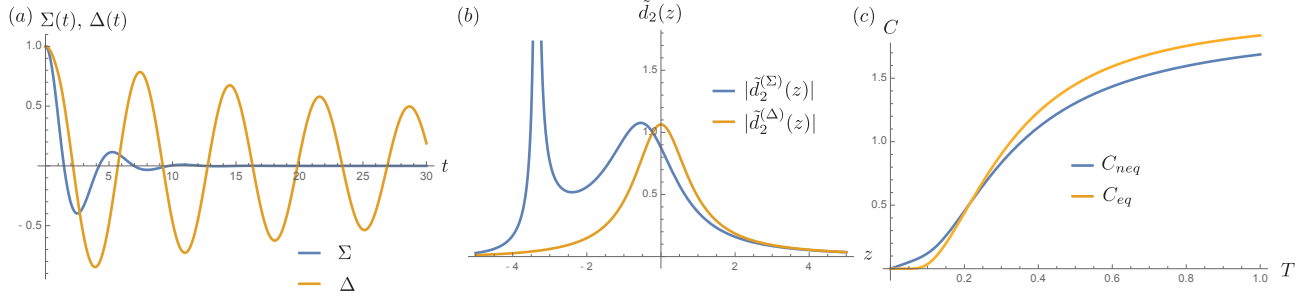 (a) Σ(t), Δ(t)
1.0
0.5
- 0.5
5 10 15 20 25 30 t
Σ
Δ
(b) d̃₂(z)
1.5
1.0
0.5
- 4 - 2 2 4 z
|d̃₂^(Σ)(z)|
|d̃₂^(Δ)(z)|
(c) C
1.5
1.0
0.5
0.2 0.4 0.6 0.8 1.0 T
C_neq
C_eq